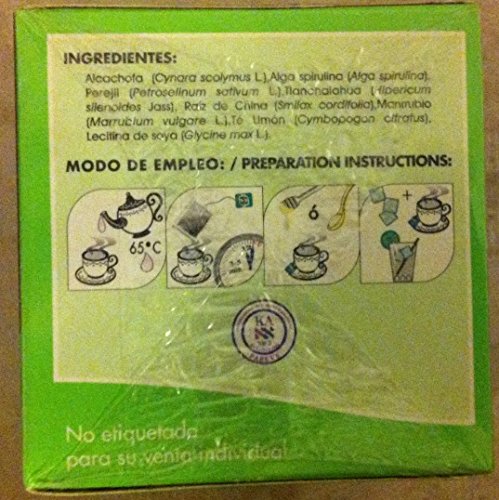 INGREDIENTES:
Alcachofa (Cynara scolymus L.),Alga spirulina (Alga spirulina),
Perejil (Petroselinum sativum L.),Tlanchalahua (Hipericum
silenoides Jass), Raíz de China (Smilax cordifolia),Marrubio
(Marrubium vulgare L.),Té Limón (Cymbopogon citratus),
Lecitina de soya (Glycine max L.).
MODO DE EMPLEO: / PREPARATION INSTRUCTIONS:
65°C
6
+
KA
PAREVE
No etiquetada
para su venta individual